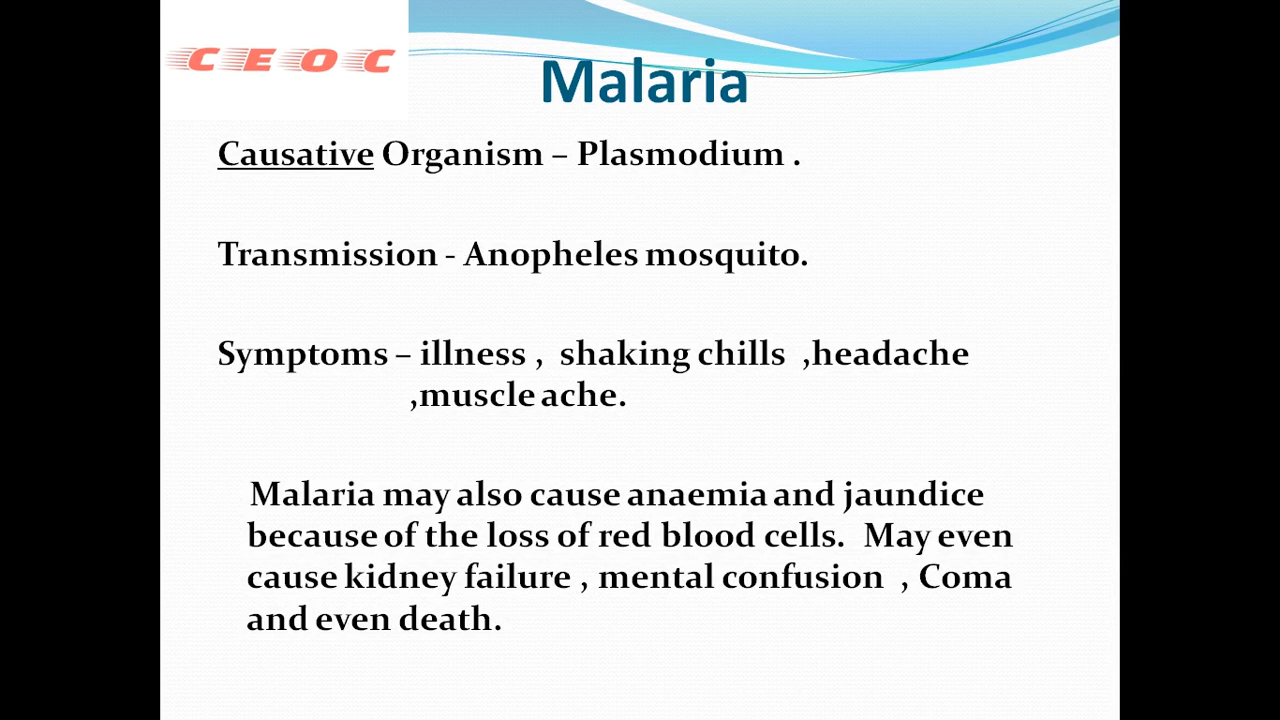 CEOC
Malaria
Causative Organism – Plasmodium .
Transmission - Anopheles mosquito.
Symptoms – illness , shaking chills ,headache
,muscle ache.
Malaria may also cause anaemia and jaundice
because of the loss of red blood cells. May even
cause kidney failure , mental confusion , Coma
and even death.